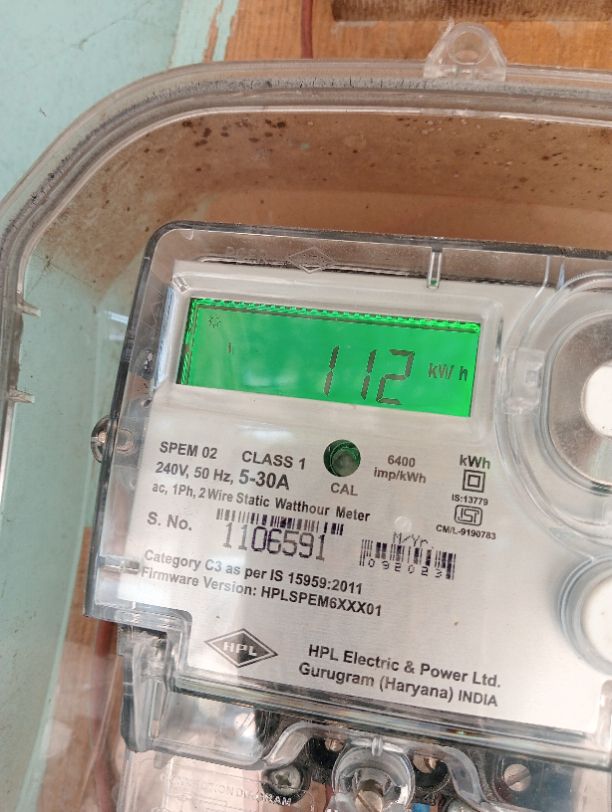 112 kWh
SPEM 02 CLASS 1
240V, 50 Hz, 5-30A
ac, 1Ph, 2 Wire Static Watthour Meter
CAL
6400
imp/kWh
kWh
IS:13779
ISI
CM/L-9190783
S. No.
1106591
M/Yr.
092023
Category C3 as per IS 15959:2011
Firmware Version: HPLSPEM6XXX01
HPL
HPL Electric & Power Ltd.
Gurugram (Haryana) INDIA
DIAGRAM